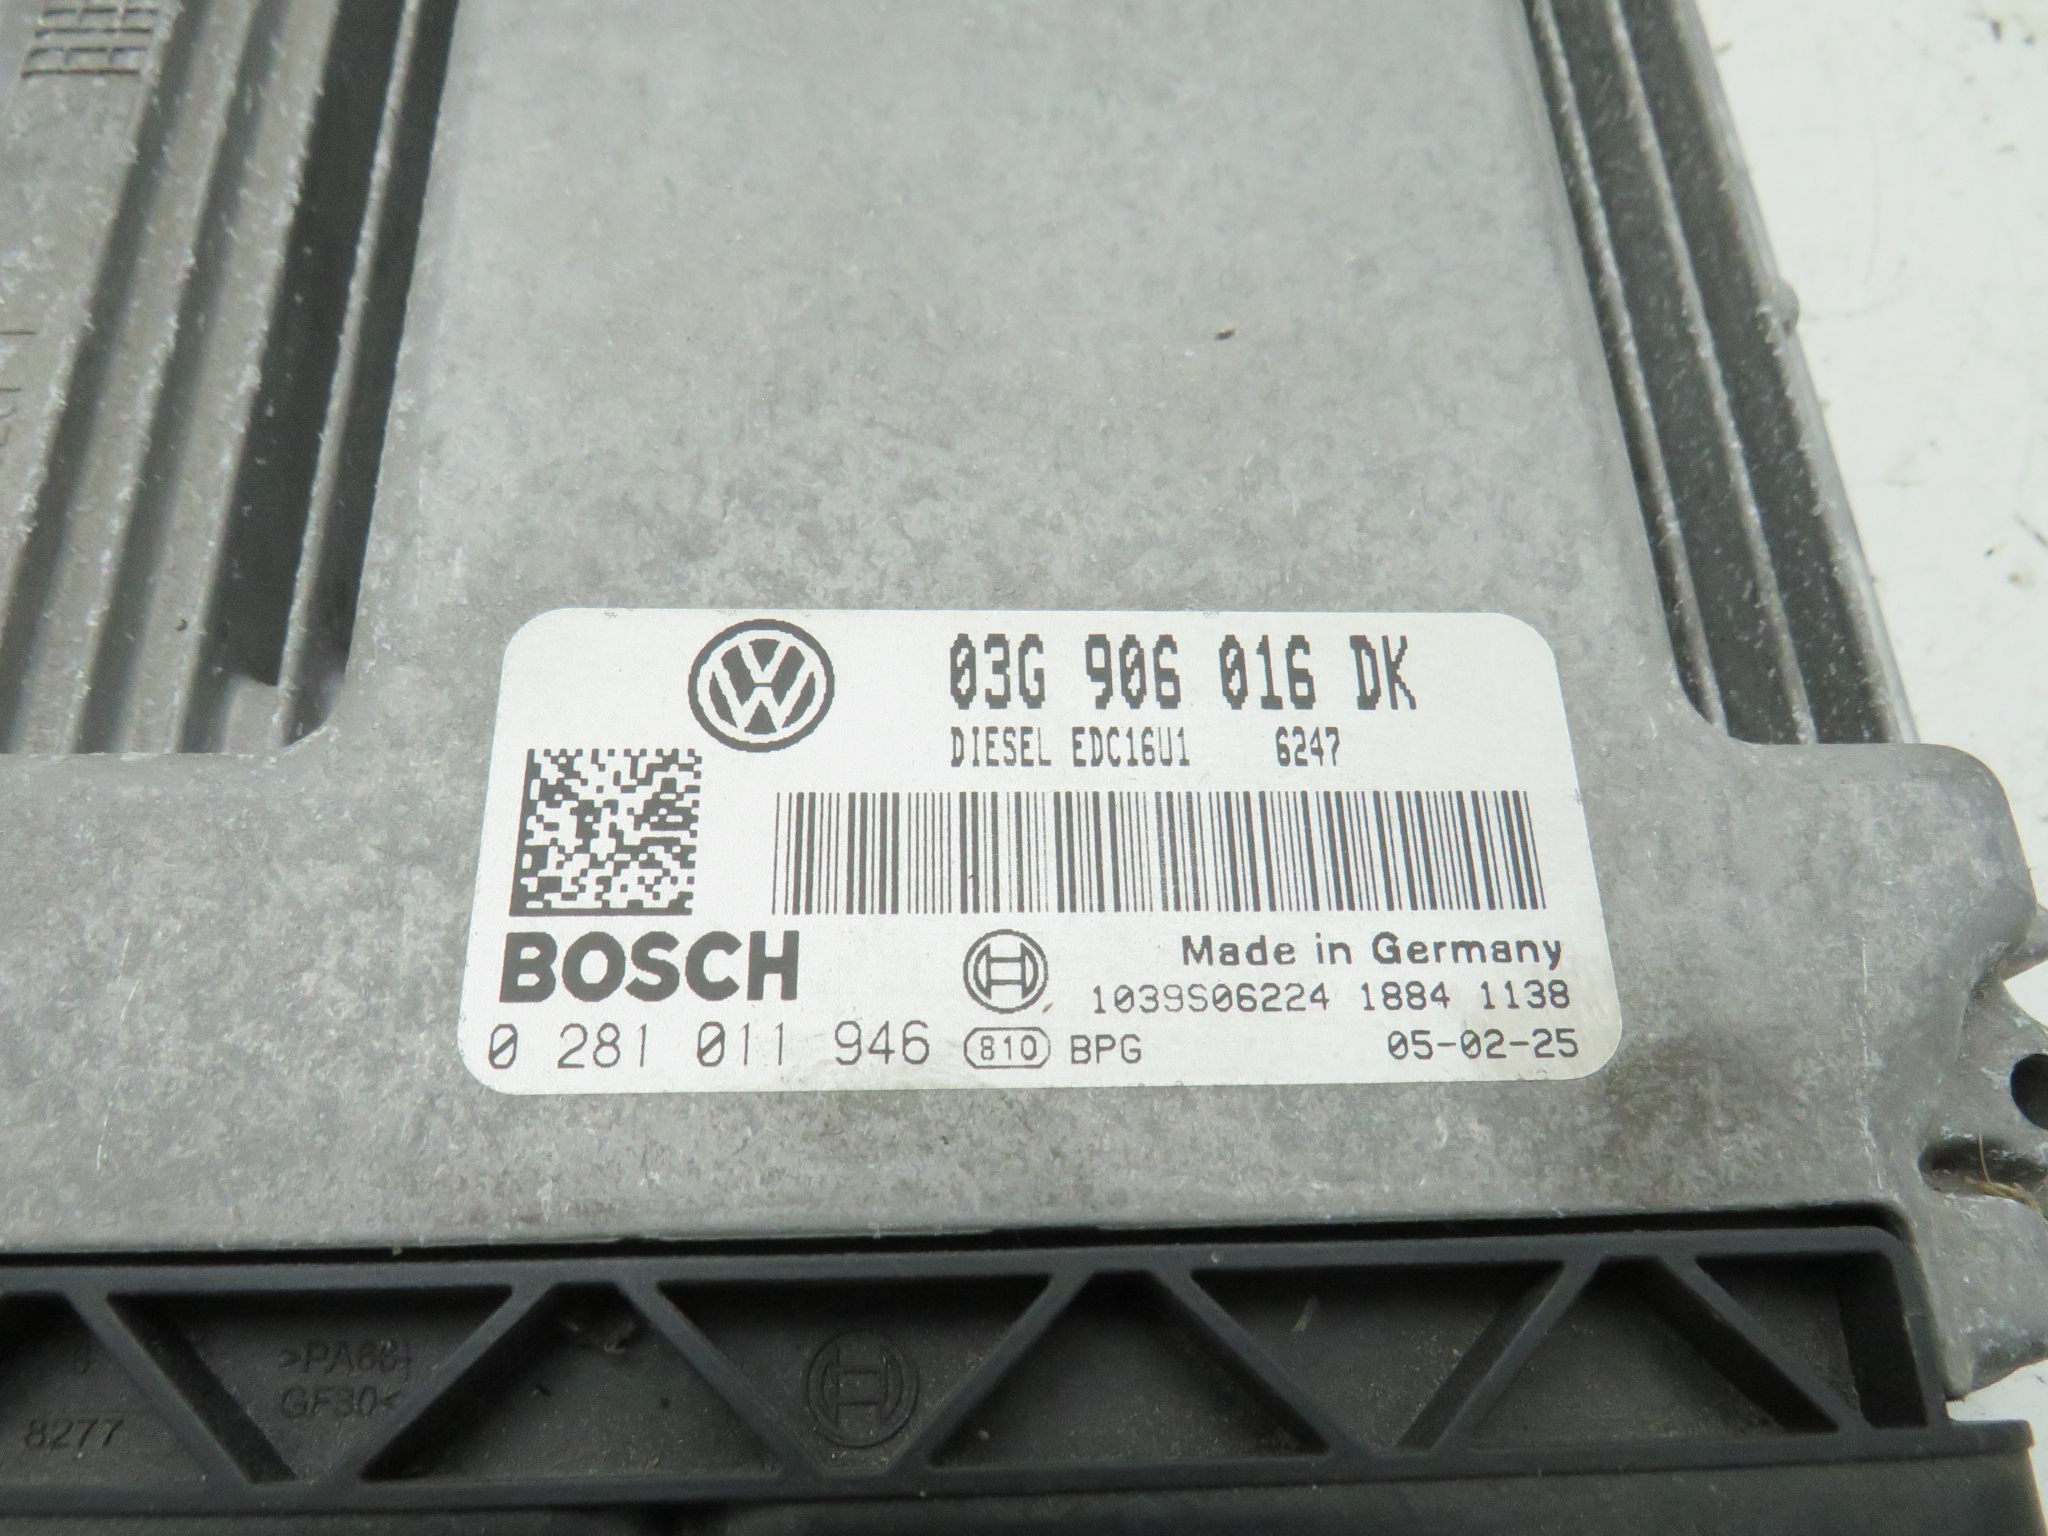 03G 906 016 DK
DIESEL EDC16U1 6247
BOSCH
Made in Germany
1039S06224 1884 1138
0 281 011 946 810 BPG 05-02-25
>PA66-
GF30<
8277